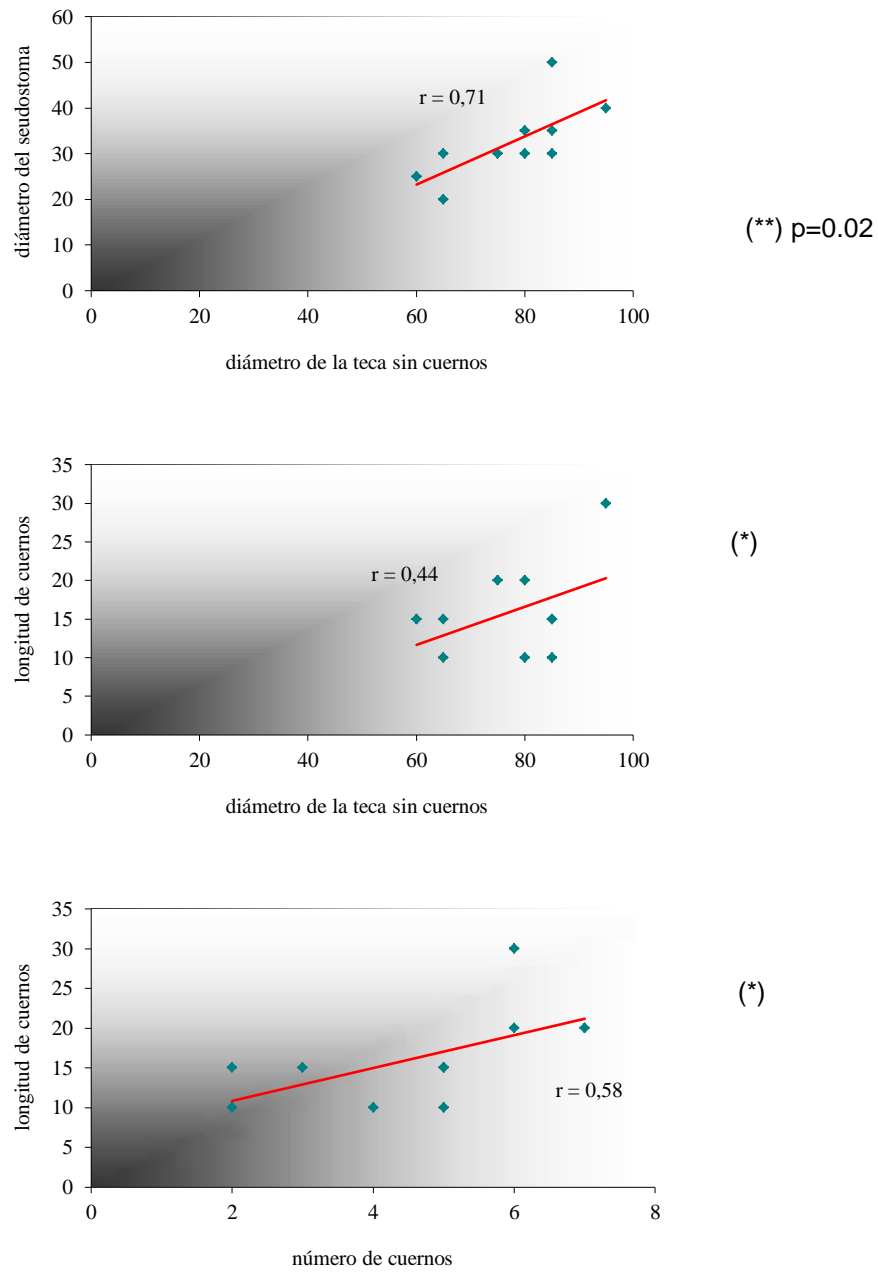 60
50
40
30
20
10
0
diámetro del seudostoma
r = 0,71
0 20 40 60 80 100
diámetro de la teca sin cuernos
(**) p=0.02
35
30
25
20
15
10
5
0
longitud de cuernos
r = 0,44
0 20 40 60 80 100
diámetro de la teca sin cuernos
(*)
35
30
25
20
15
10
5
0
longitud de cuernos
r = 0,58
0 2 4 6 8
número de cuernos
(*)